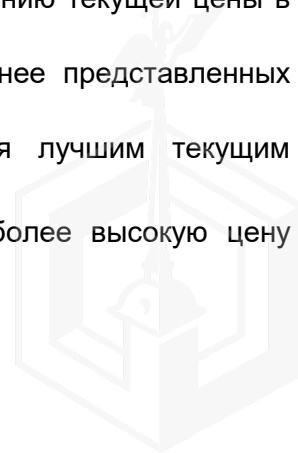 нию текущей цены в
нее представленных
я лучшим текущим
более высокую цену